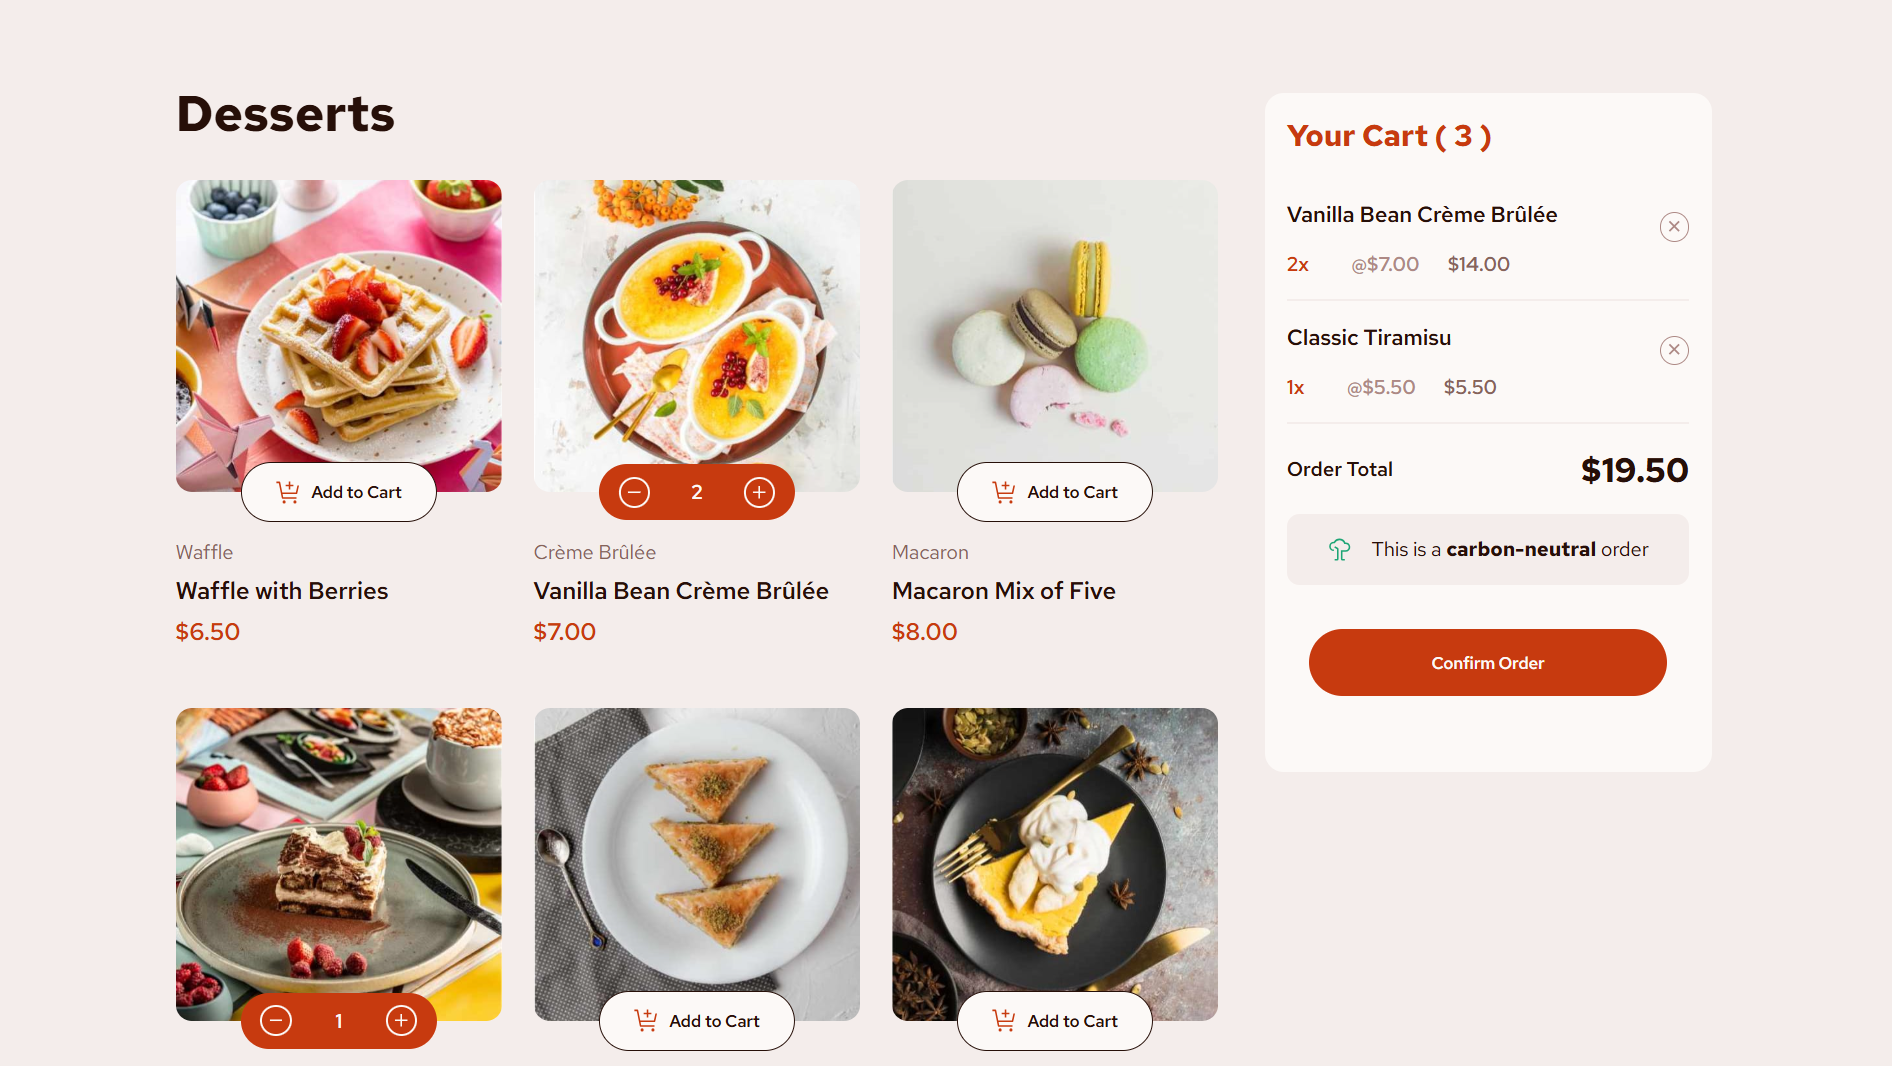 Desserts
Add to Cart
2
Add to Cart
Waffle
Waffle with Berries
$6.50
Crème Brûlée
Vanilla Bean Crème Brûlée
$7.00
Macaron
Macaron Mix of Five
$8.00
1
Add to Cart
Add to Cart
Your Cart ( 3 )
Vanilla Bean Crème Brûlée
2x @$7.00 $14.00
Classic Tiramisu
1x @$5.50 $5.50
Order Total $19.50
This is a carbon-neutral order
Confirm Order